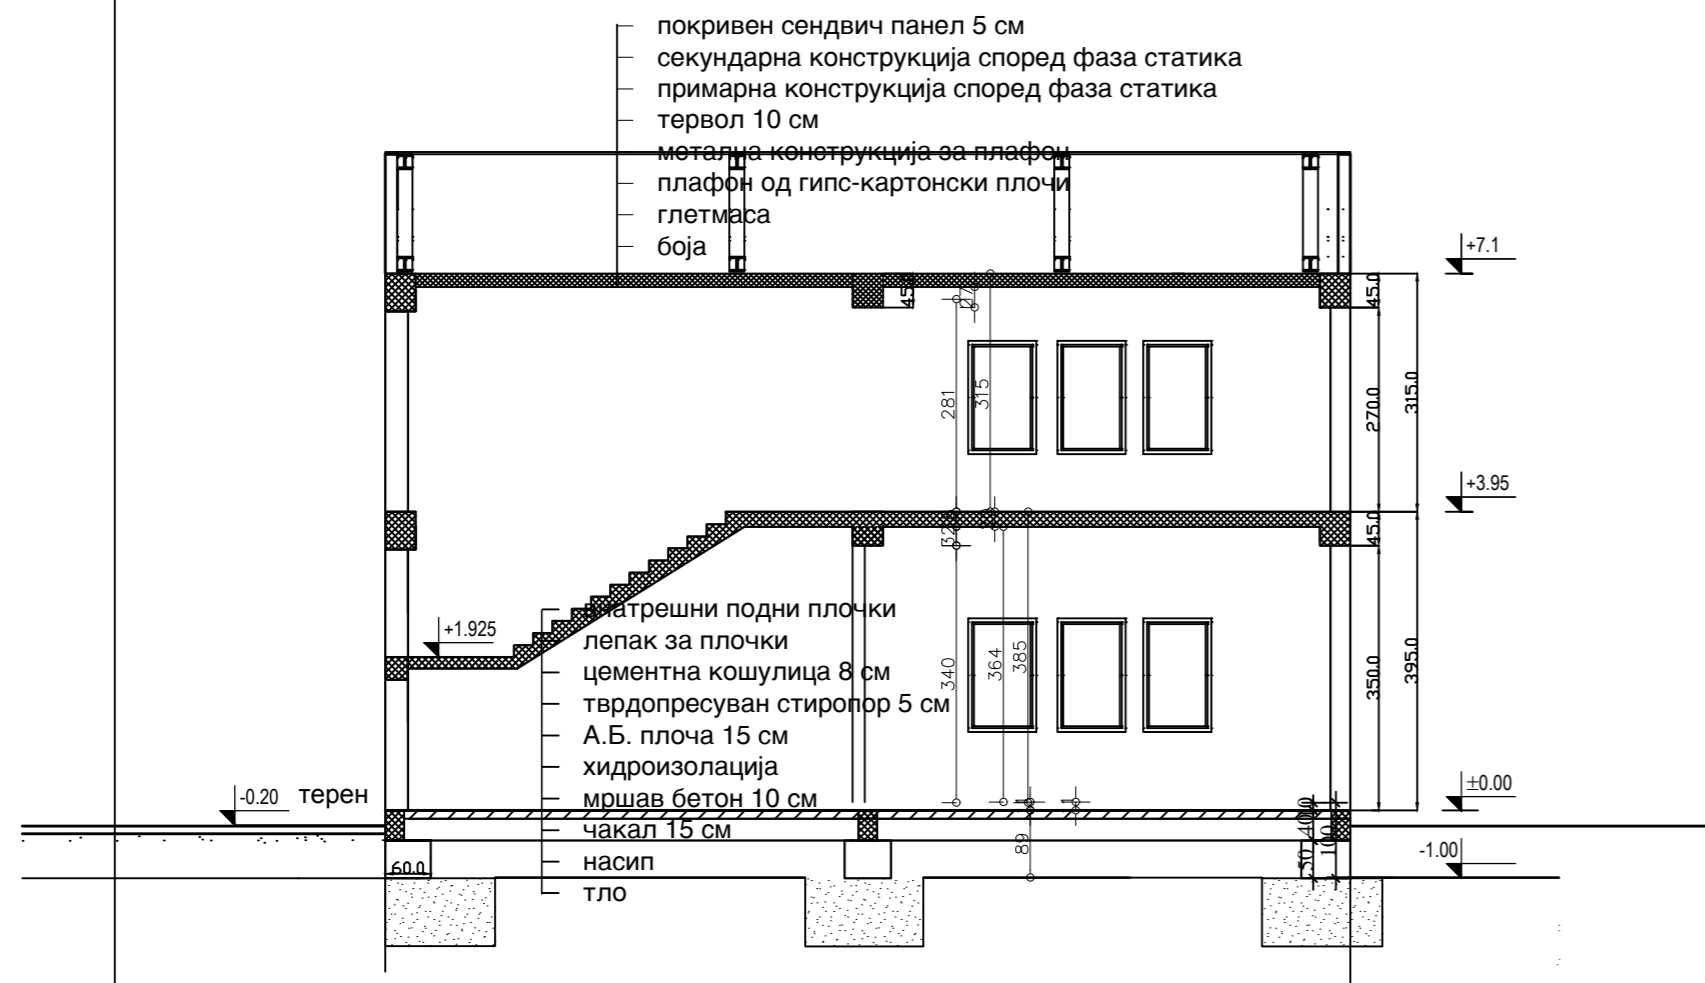 покривен сендвич панел 5 см
секундарна конструкција според фаза статика
примарна конструкција според фаза статика
тервол 10 см
метална конструкција за плафон
плафон од гипс-картонски плочи
глетмаса
боја
+7.1
45.0
45.0
281
315
270.0
315.0
+3.95
45.0
внатрешни подни плочки
+1.925
лепак за плочки
цементна кошулица 8 см
340
364
385
350.0
395.0
тврдопресуван стиропор 5 см
А.Б. плоча 15 см
хидроизолација
±0.00
-0.20 терен
мршав бетон 10 см
чакал 15 см
40
100
89
50
-1.00
насип
60.0
тло